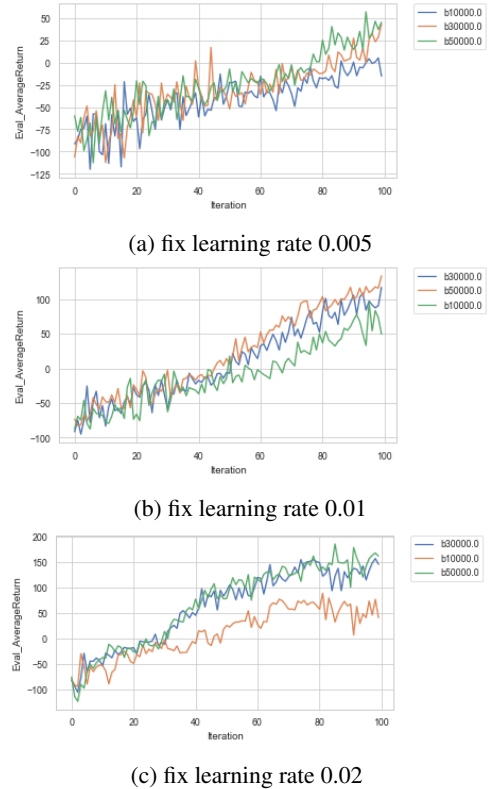 b10000.0
b30000.0
b50000.0
Eval_AverageReturn
50
25
0
−25
−50
−75
−100
−125
0 20 40 60 80 100
Iteration
(a) fix learning rate 0.005
b30000.0
b50000.0
b10000.0
Eval_AverageReturn
100
50
0
−50
−100
0 20 40 60 80 100
Iteration
(b) fix learning rate 0.01
b30000.0
b10000.0
b50000.0
Eval_AverageReturn
200
150
100
50
0
−50
−100
0 20 40 60 80 100
Iteration
(c) fix learning rate 0.02